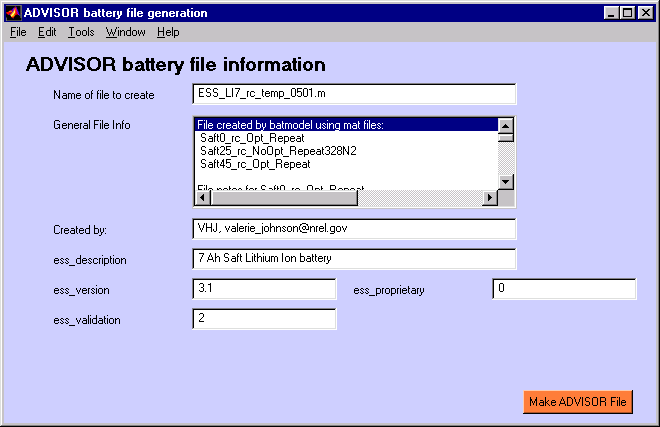 ADVISOR battery file generation
File Edit Tools Window Help
ADVISOR battery file information
Name of file to create ESS_LI7_rc_temp_0501.m
General File Info File created by batmodel using mat files:
Saft0_rc_Opt_Repeat
Saft25_rc_NoOpt_Repeat328N2
Saft45_rc_Opt_Repeat
File notes for Saft0_rc_Opt_Repeat
Created by: VHJ, valerie_johnson@nrel.gov
ess_description 7 Ah Saft Lithium Ion battery
ess_version 3.1 ess_proprietary 0
ess_validation 2
Make ADVISOR File